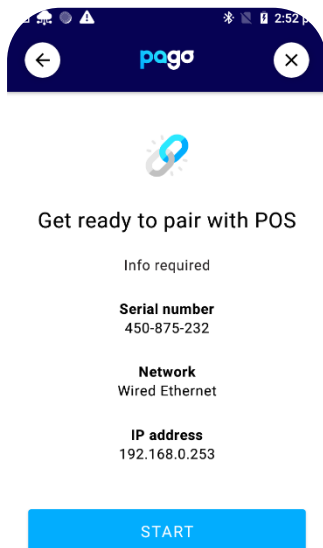 2:52 p
pago
Get ready to pair with POS
Info required
Serial number
450-875-232
Network
Wired Ethernet
IP address
192.168.0.253
START